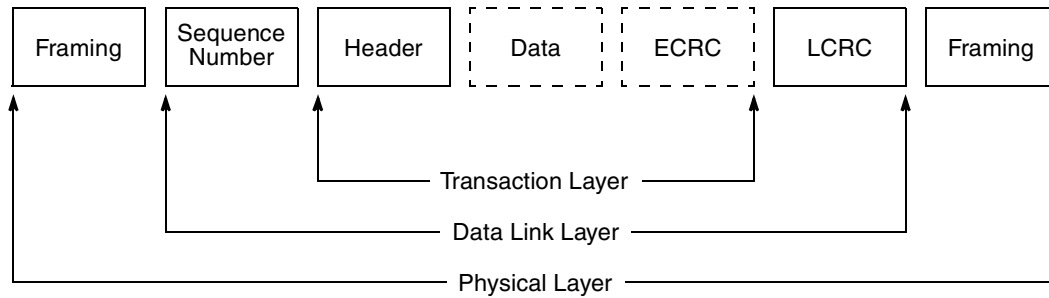 Framing
Sequence
Number
Header
Data
ECRC
LCRC
Framing
Transaction Layer
Data Link Layer
Physical Layer